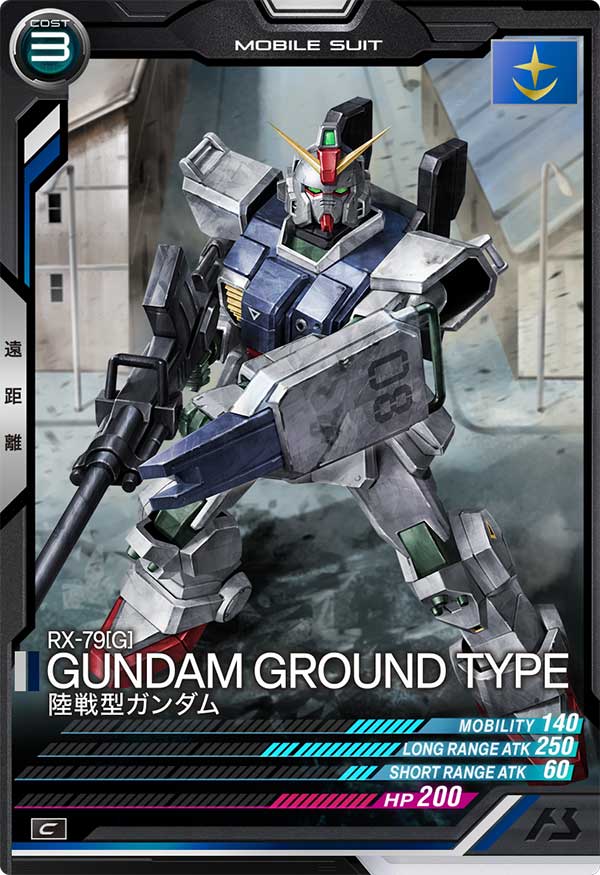 COST
3
MOBILE SUIT
遠距離
08
RX-79[G]
GUNDAM GROUND TYPE
陸戦型ガンダム
MOBILITY 140
LONG RANGE ATK 250
SHORT RANGE ATK 60
HP 200
C